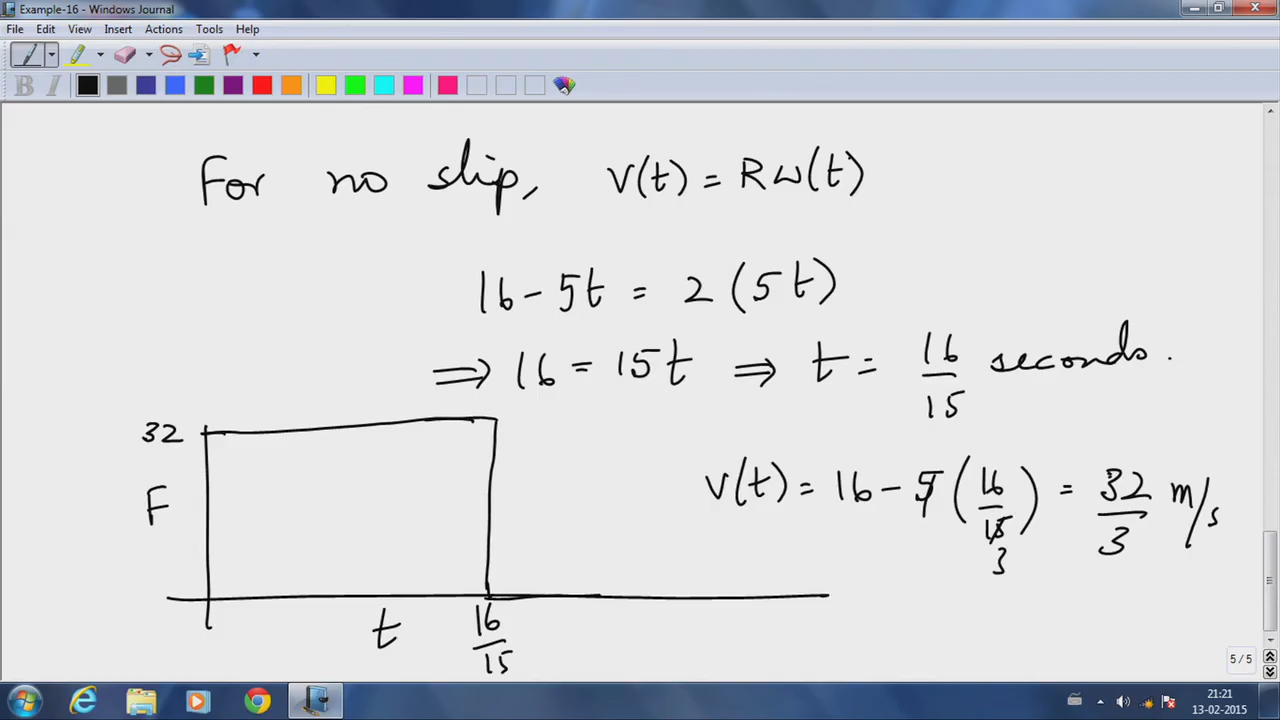 Example-16 - Windows Journal
File Edit View Insert Actions Tools Help
B I
For no slip, v(t) = Rω(t)
16 - 5t = 2 (5t)
⇒ 16 = 15t ⇒ t = 16/15 seconds.
32
F
v(t) = 16 - 5 (16/15) = 32/3 m/s
3
t 16/15
5 / 5
21:21
13-02-2015